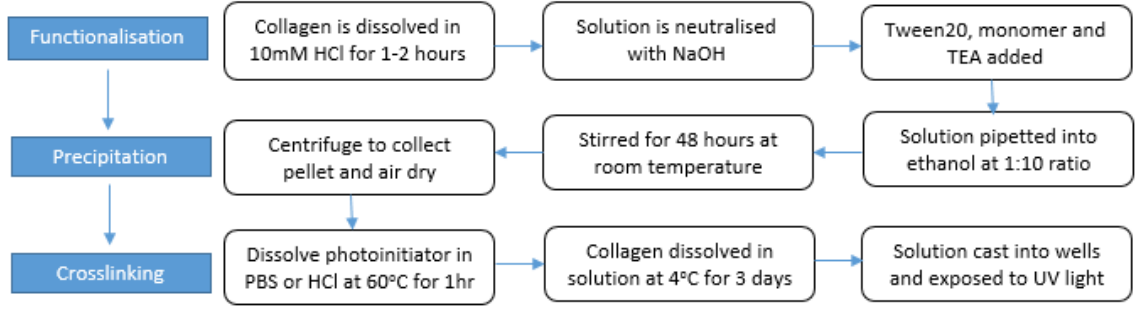 Functionalisation
Collagen is dissolved in
10mM HCl for 1-2 hours
Solution is neutralised
with NaOH
Tween20, monomer and
TEA added
Precipitation
Solution pipetted into
ethanol at 1:10 ratio
Stirred for 48 hours at
room temperature
Centrifuge to collect
pellet and air dry
Crosslinking
Dissolve photoinitiator in
PBS or HCl at 60°C for 1hr
Collagen dissolved in
solution at 4°C for 3 days
Solution cast into wells
and exposed to UV light